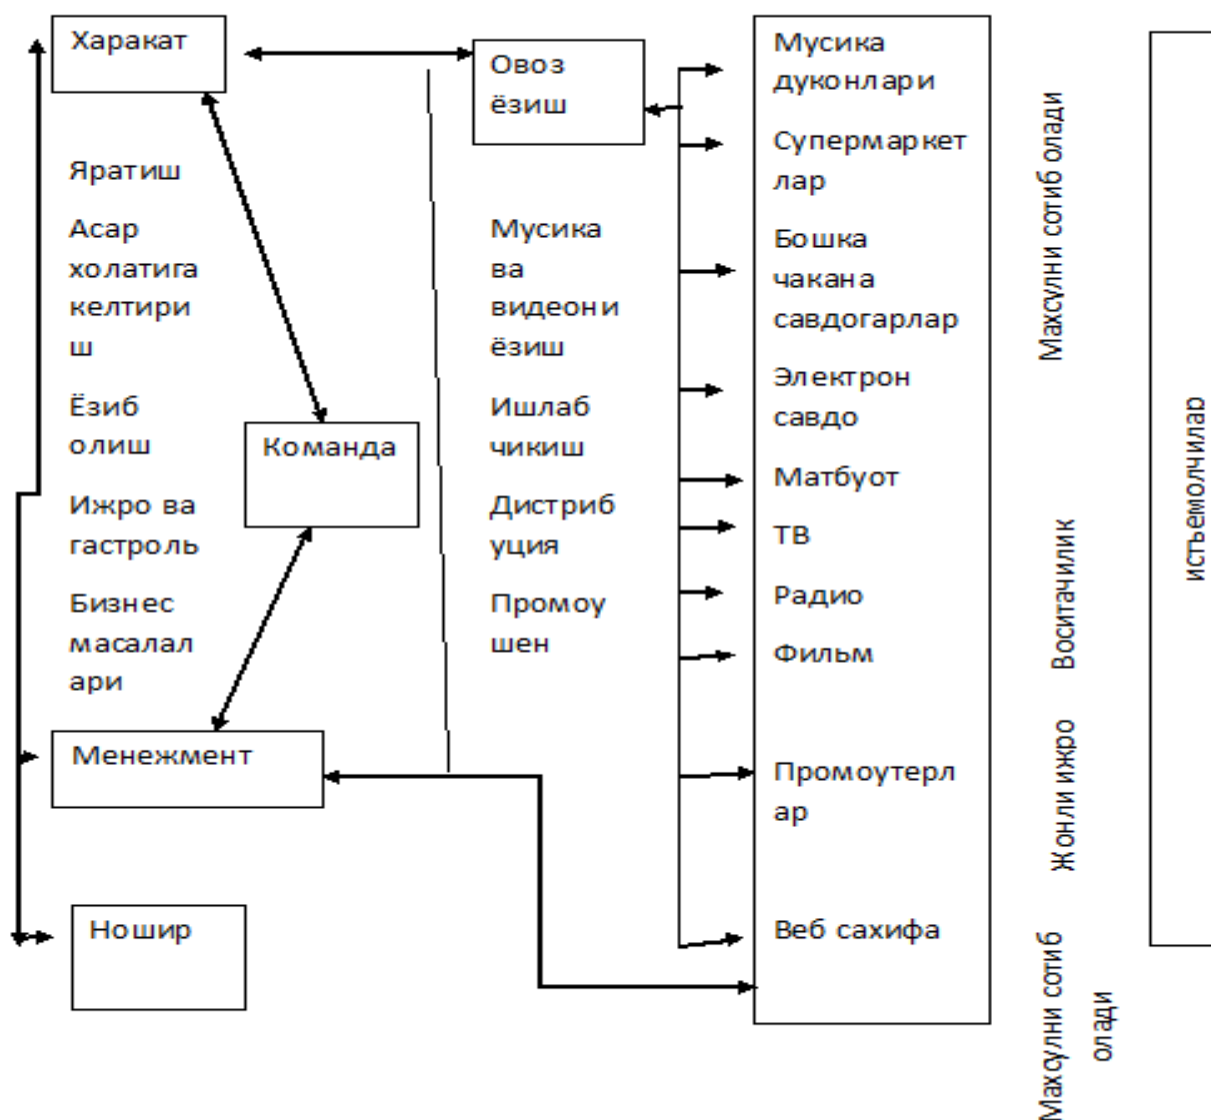 Харакат
Яратиш
Асар
холатига
келтири
ш
Ёзиб
олиш
Ижро ва
гастроль
Бизнес
масалал
ари
Команда
Менежмент
Ношир
Овоз
ёзиш
Мусика
ва
видеони
ёзиш
Ишлаб
чикиш
Дистриб
уция
Промоу
шен
Мусика
дуконлари
Супермаркет
лар
Бошка
чакана
савдогарлар
Электрон
савдо
Матбуот
ТВ
Радио
Фильм
Промоутерл
ар
Веб сахифа
Махсулни сотиб олади
Воситачилик
Жонли ижро
Махсулни сотиб
олади
истъемолчилар